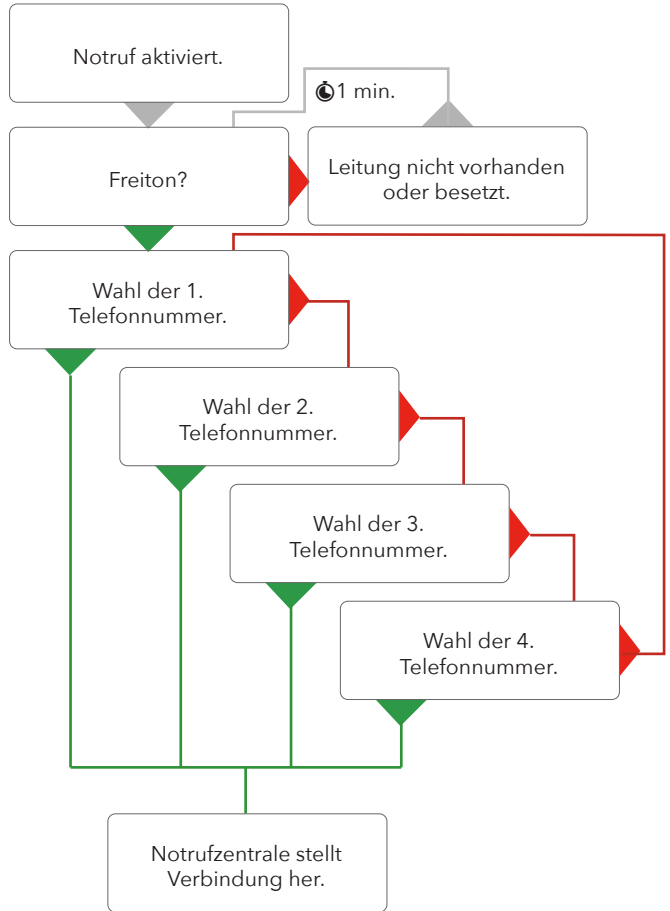 Notruf aktiviert.
1 min.
Freiton?
Leitung nicht vorhanden
oder besetzt.
Wahl der 1.
Telefonnummer.
Wahl der 2.
Telefonnummer.
Wahl der 3.
Telefonnummer.
Wahl der 4.
Telefonnummer.
Notrufzentrale stellt
Verbindung her.